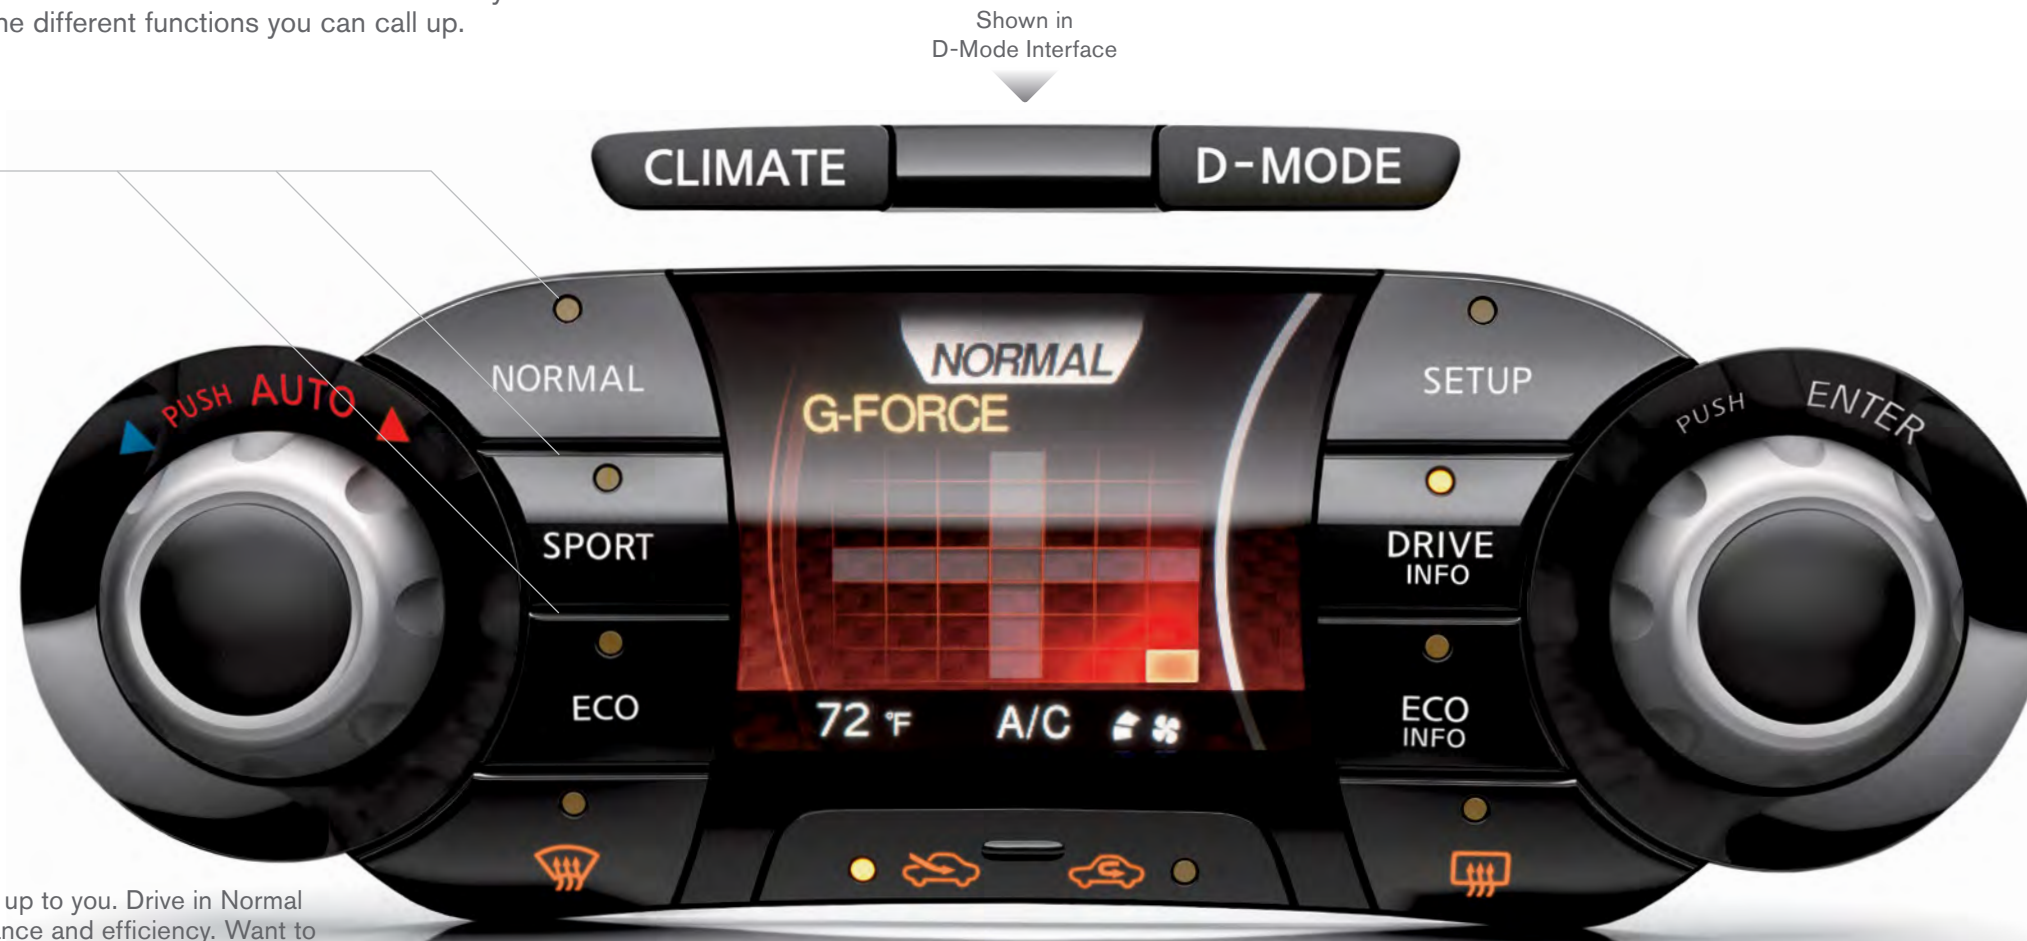 he different functions you can call up.
Shown in
D-Mode Interface
CLIMATE
D-MODE
NORMAL
SPORT
ECO
PUSH AUTO
NORMAL
G-FORCE
72 °F A/C
SETUP
DRIVE
INFO
ECO
INFO
PUSH ENTER
up to you. Drive in Normal
ance and efficiency. Want to